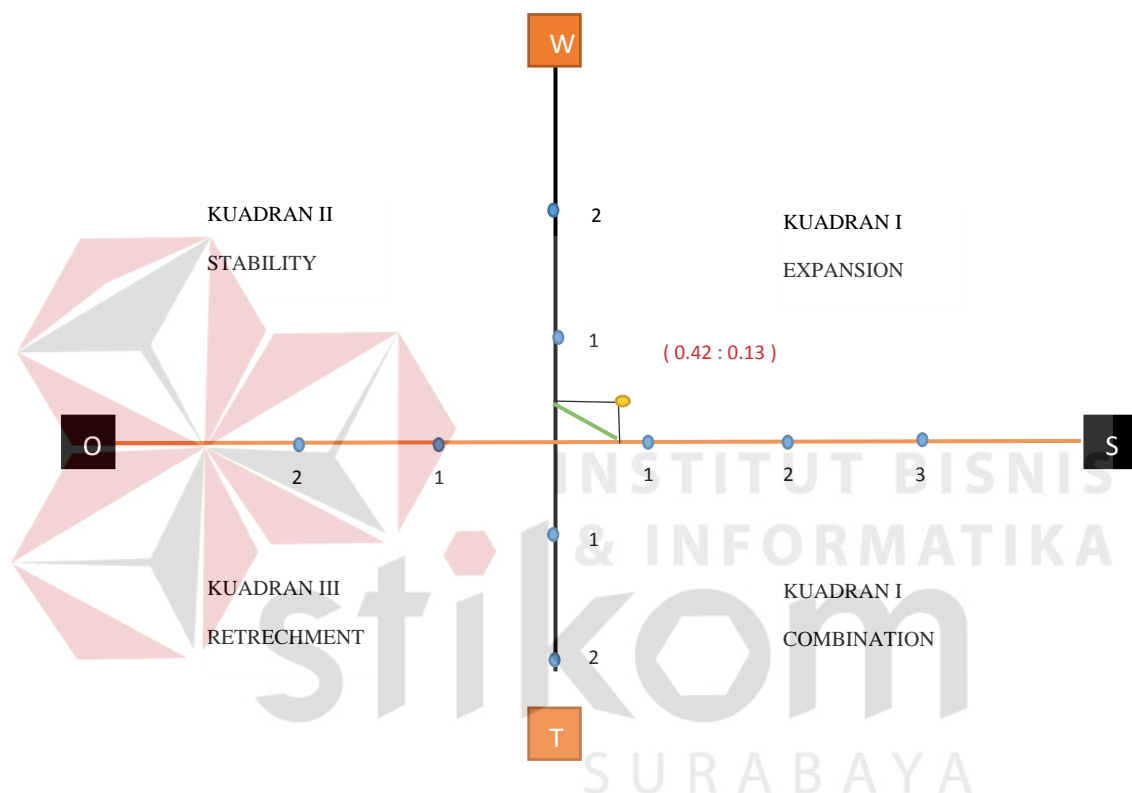 W
KUADRAN II
STABILITY
2
KUADRAN I
EXPANSION
1
( 0.42 : 0.13 )
O
2
1
1
2
3
S
INSTITUT BISNIS
& INFORMATIKA
1
KUADRAN III
RETRECHMENT
KUADRAN I
COMBINATION
stikom
2
T
SURABAYA